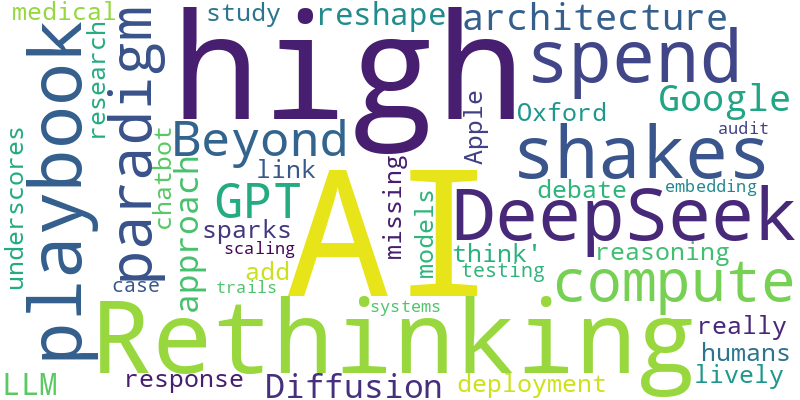 medical
study
reshape
architecture
high
spend
playbook
research
paradigm
Google
Beyond
Oxford
Apple
audit
shakes
link
chatbot
underscores
approach
GPT
missing
AI
models
debate
embedding
DeepSeek
sparks
scaling
think'
reasoning
add
testing
compute
case
trails
systems
Rethinking
really
humans
LLM
response
Diffusion
deployment
lively